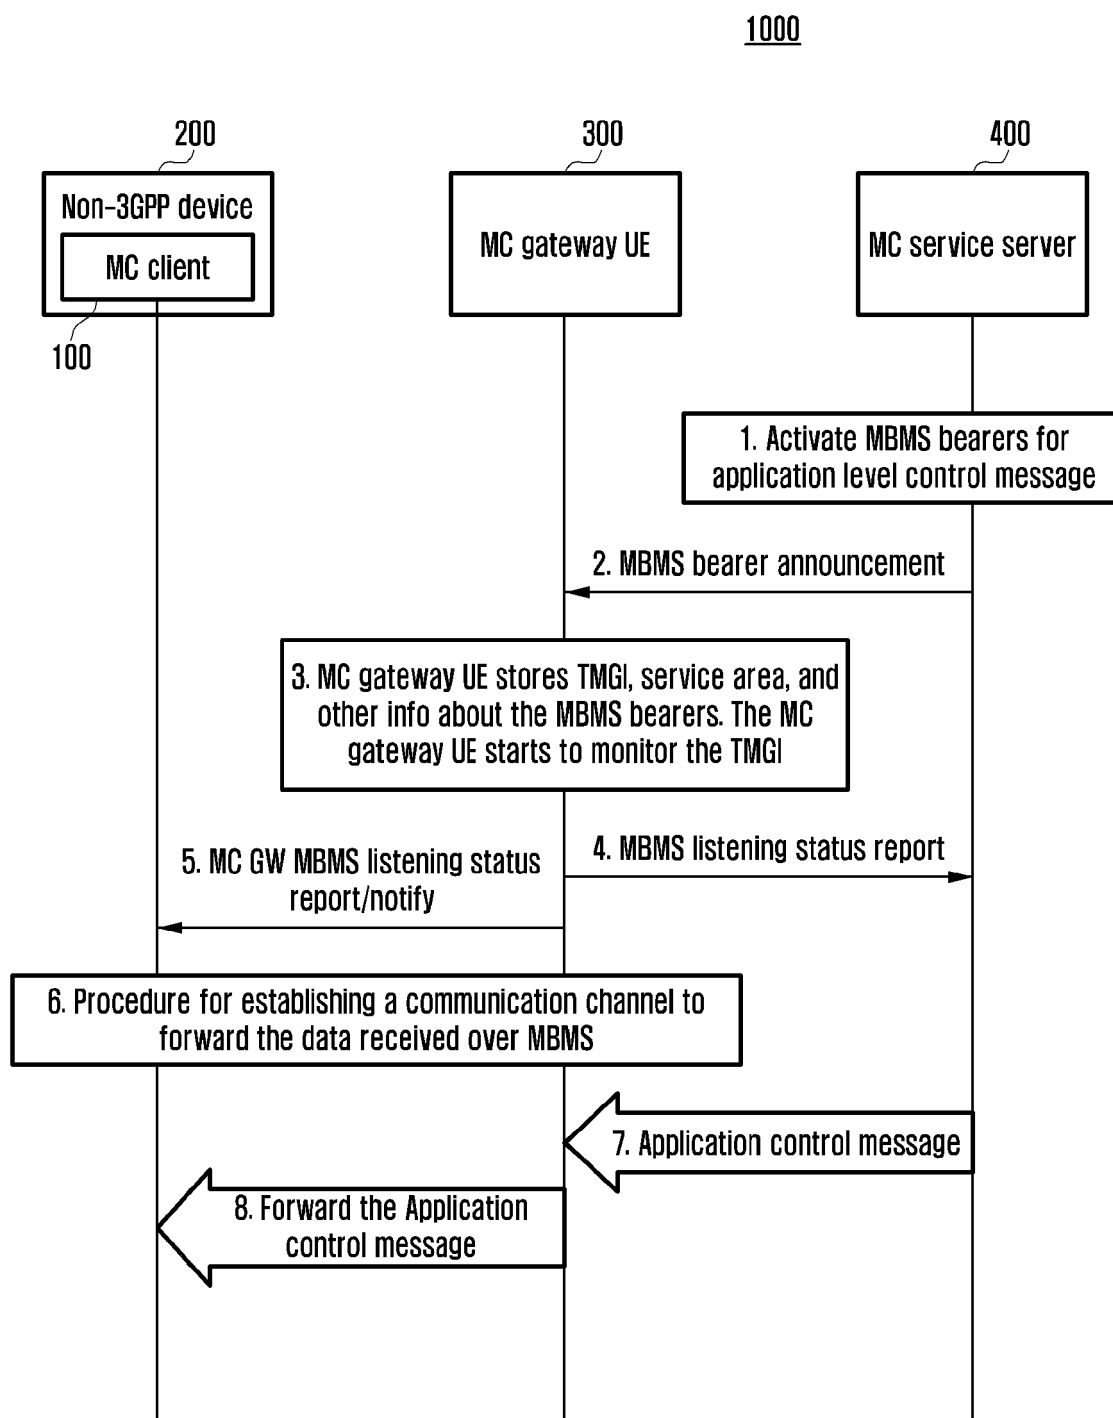 1000
200
300
400
Non-3GPP device
MC client
MC gateway UE
MC service server
100
1. Activate MBMS bearers for
application level control message
2. MBMS bearer announcement
3. MC gateway UE stores TMGI, service area, and
other info about the MBMS bearers. The MC
gateway UE starts to monitor the TMGI
4. MBMS listening status report
5. MC GW MBMS listening status
report/notify
6. Procedure for establishing a communication channel to
forward the data received over MBMS
7. Application control message
8. Forward the Application
control message